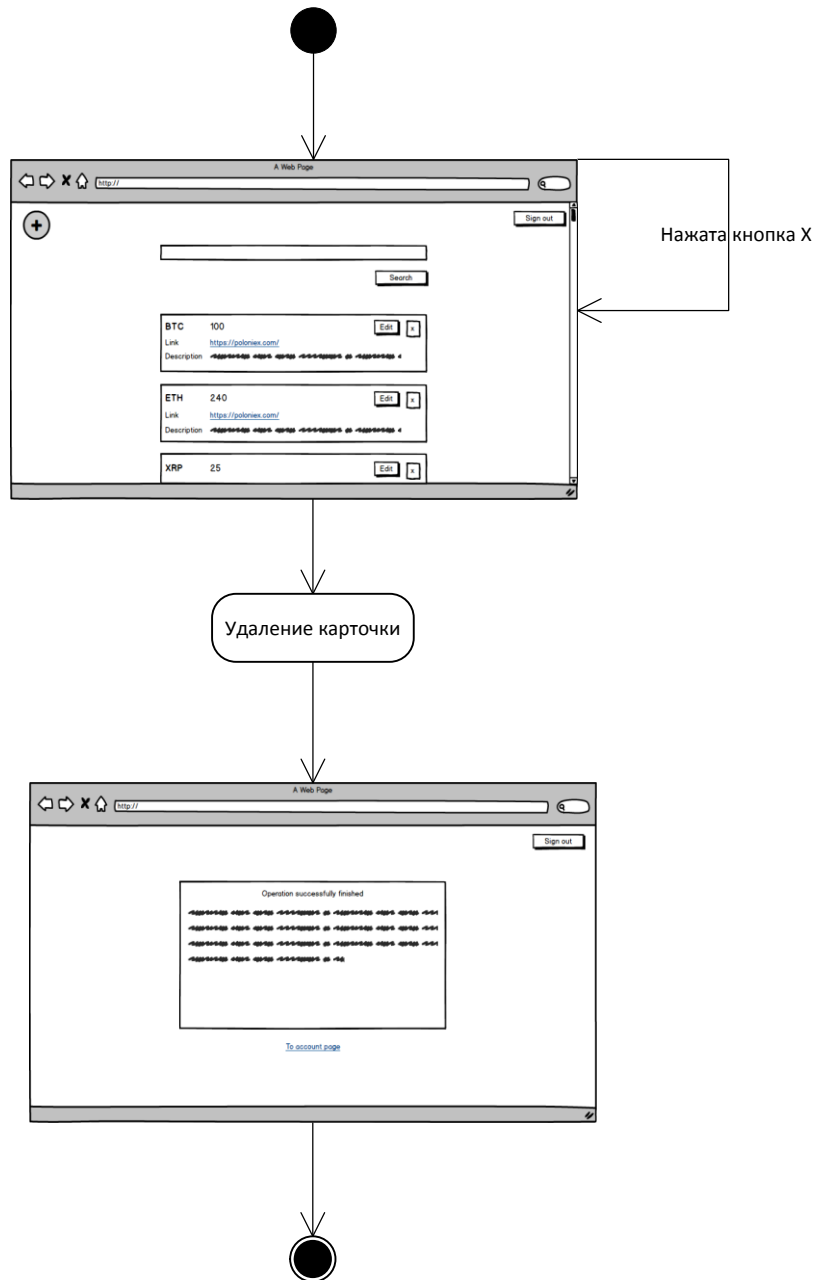 A Web Page
http://
Sign out
Нажата кнопка X
Search
BTC 100 Edit x
Link https://poloniex.com/
Description
ETH 240 Edit x
Link https://poloniex.com/
Description
XRP 25 Edit x
Удаление карточки
A Web Page
http://
Sign out
Operation successfully finished
To account page